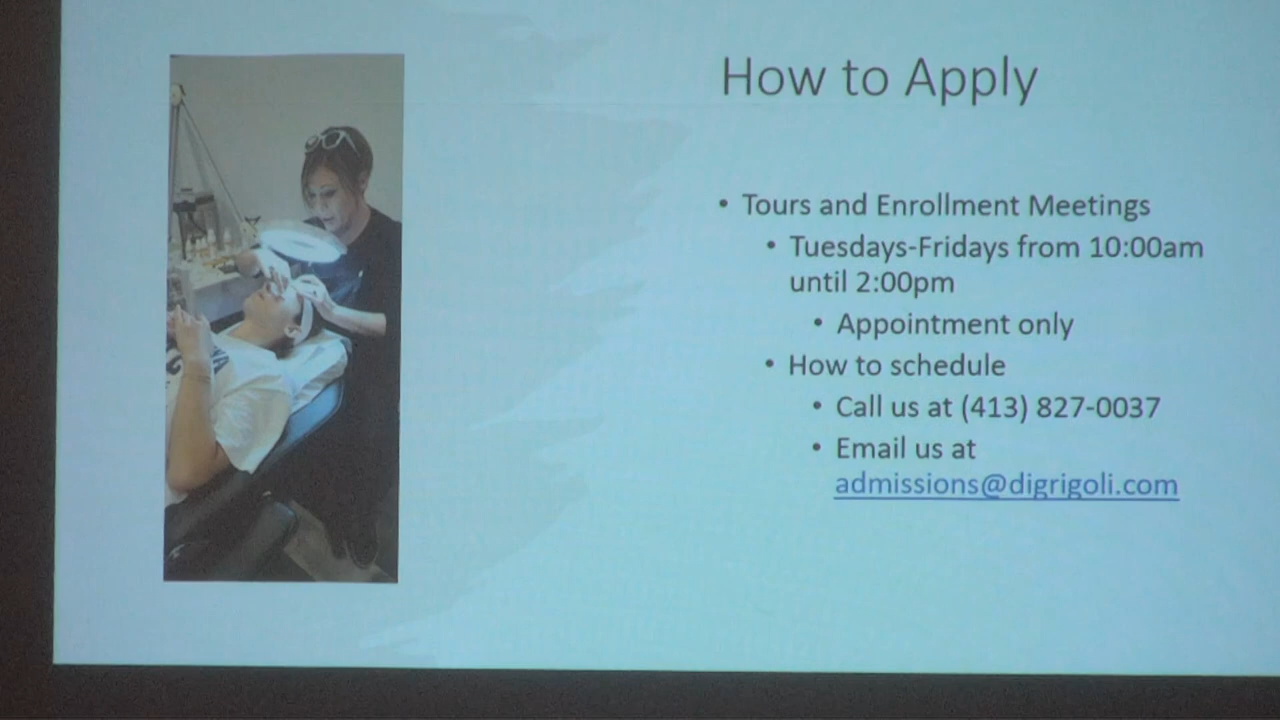 How to Apply
• Tours and Enrollment Meetings
• Tuesdays-Fridays from 10:00am
until 2:00pm
• Appointment only
• How to schedule
• Call us at (413) 827-0037
• Email us at
admissions@digrigoli.com